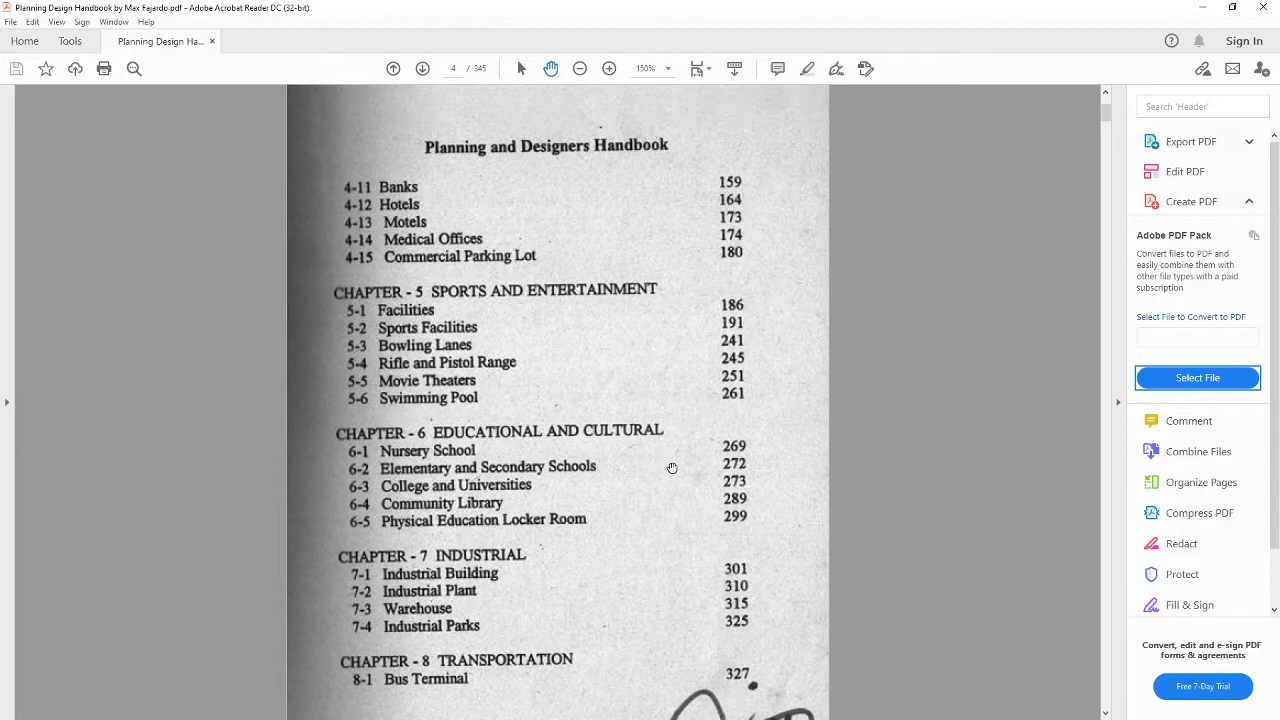 Planning Design Handbook by Max Fajardo.pdf - Adobe Acrobat Reader DC (32-bit)
File Edit View Sign Window Help
Home Tools Planning Design Ha... × Sign In
4 / 345 150%
Planning and Designers Handbook
4-11 Banks 159
4-12 Hotels 164
4-13 Motels 173
4-14 Medical Offices 174
4-15 Commercial Parking Lot 180
CHAPTER - 5 SPORTS AND ENTERTAINMENT
5-1 Facilities 186
5-2 Sports Facilities 191
5-3 Bowling Lanes 241
5-4 Rifle and Pistol Range 245
5-5 Movie Theaters 251
5-6 Swimming Pool 261
CHAPTER - 6 EDUCATIONAL AND CULTURAL
6-1 Nursery School 269
6-2 Elementary and Secondary Schools 272
6-3 College and Universities 273
6-4 Community Library 289
6-5 Physical Education Locker Room 299
CHAPTER - 7 INDUSTRIAL
7-1 Industrial Building 301
7-2 Industrial Plant 310
7-3 Warehouse 315
7-4 Industrial Parks 325
CHAPTER - 8 TRANSPORTATION
8-1 Bus Terminal 327
Search 'Header'
Export PDF
Edit PDF
Create PDF
Adobe PDF Pack
Convert files to PDF and
easily combine them with
other file types with a paid
subscription
Select File to Convert to PDF
Select File
Comment
Combine Files
Organize Pages
Compress PDF
Redact
Protect
Fill & Sign
Convert, edit and e-sign PDF
forms & agreements
Free 7-Day Trial